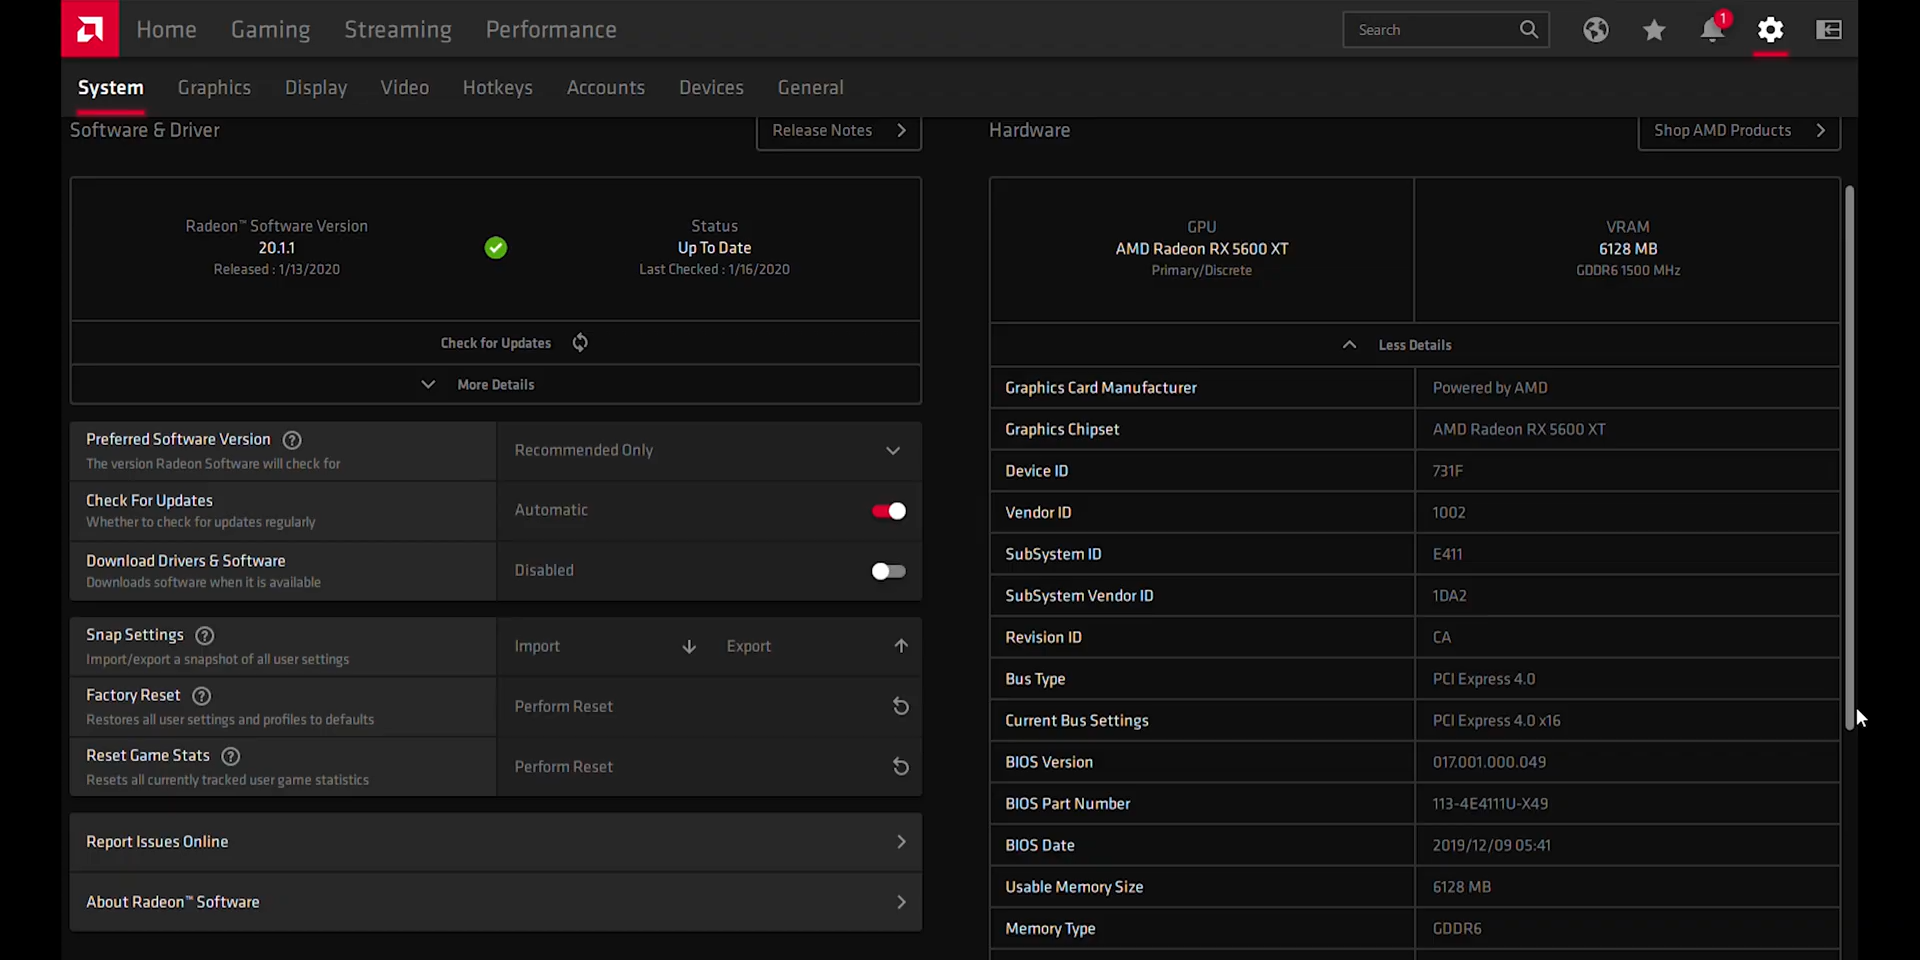 Home Gaming Streaming Performance Search 1
System Graphics Display Video Hotkeys Accounts Devices General
Software & Driver Release Notes
Radeon™ Software Version
20.1.1
Released : 1/13/2020
Status
Up To Date
Last Checked : 1/16/2020
Check for Updates
More Details
Preferred Software Version ?
The version Radeon Software will check for
Recommended Only
Check For Updates
Whether to check for updates regularly
Automatic
Download Drivers & Software
Downloads software when it is available
Disabled
Snap Settings ?
Import/export a snapshot of all user settings
Import Export
Factory Reset ?
Restores all user settings and profiles to defaults
Perform Reset
Reset Game Stats ?
Resets all currently tracked user game statistics
Perform Reset
Report Issues Online
About Radeon™ Software
Hardware Shop AMD Products
GPU
AMD Radeon RX 5600 XT
Primary/Discrete
VRAM
6128 MB
GDDR6 1500 MHz
Less Details
Graphics Card Manufacturer Powered by AMD
Graphics Chipset AMD Radeon RX 5600 XT
Device ID 731F
Vendor ID 1002
SubSystem ID E411
SubSystem Vendor ID 1DA2
Revision ID CA
Bus Type PCI Express 4.0
Current Bus Settings PCI Express 4.0 x16
BIOS Version 017.001.000.049
BIOS Part Number 113-4E4111U-X49
BIOS Date 2019/12/09 05:41
Usable Memory Size 6128 MB
Memory Type GDDR6